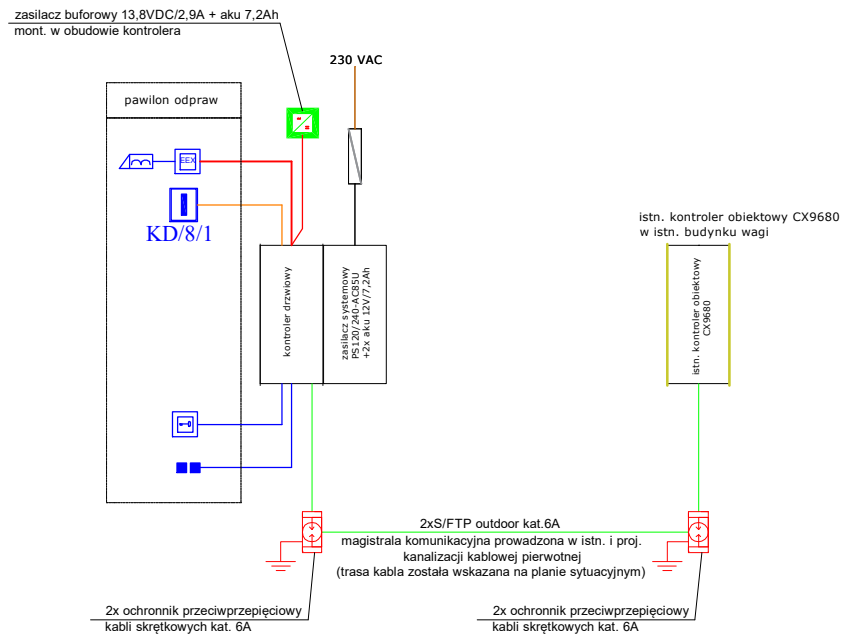 zasilacz buforowy 13,8VDC/2,9A + aku 7,2Ah
mont. w obudowie kontrolera
230 VAC
pawilon odpraw
EEX
KD/8/1
kontroler drzwiowy
zasilacz systemowy
PS120/240-AC85U
+2x aku 12V/7,2Ah
istn. kontroler obiektowy CX9680
w istn. budynku wagi
istn. kontroler obiektowy
CX9680
2xS/FTP outdoor kat.6A
magistrala komunikacyjna prowadzona w istn. i proj.
kanalizacji kablowej pierwotnej
(trasa kabla została wskazana na planie sytuacyjnym)
2x ochronnik przeciwprzepięciowy
kabli skrętkowych kat. 6A
2x ochronnik przeciwprzepięciowy
kabli skrętkowych kat. 6A